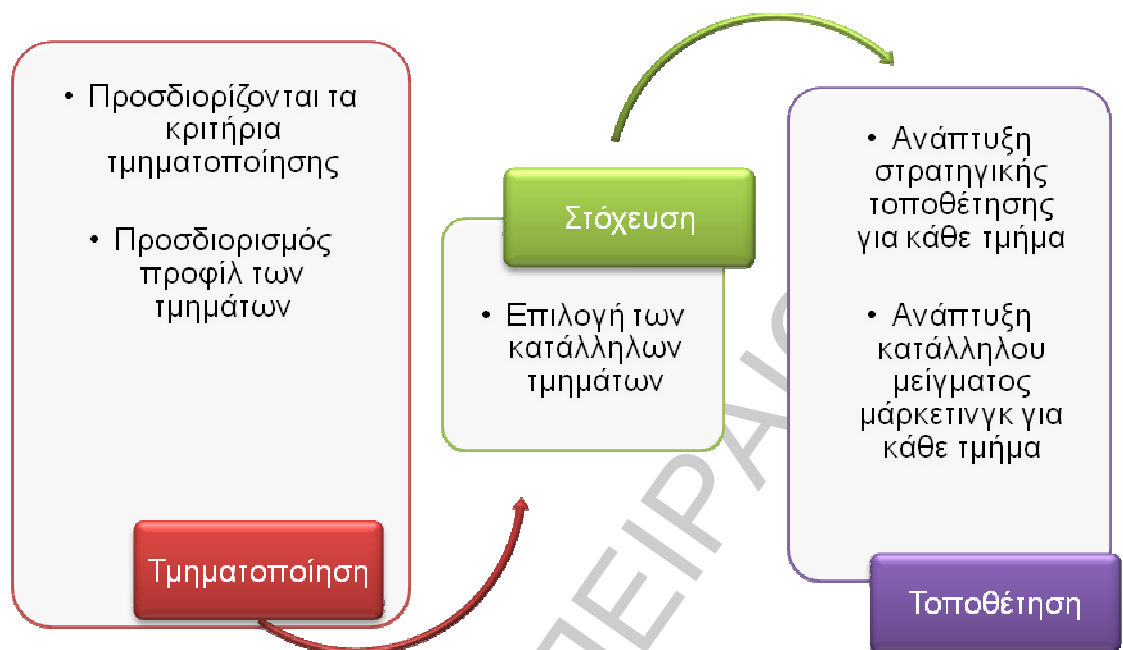 • Προσδιορίζονται τα
κριτήρια
τμηματοποίησης
• Προσδιορισμός
προφίλ των
τμημάτων
Τμηματοποίηση
Στόχευση
• Επιλογή των
κατάλληλων
τμημάτων
• Ανάπτυξη
στρατηγικής
τοποθέτησης
για κάθε τμήμα
• Ανάπτυξη
κατάλληλου
μείγματος
μάρκετινγκ για
κάθε τμήμα
Τοποθέτηση